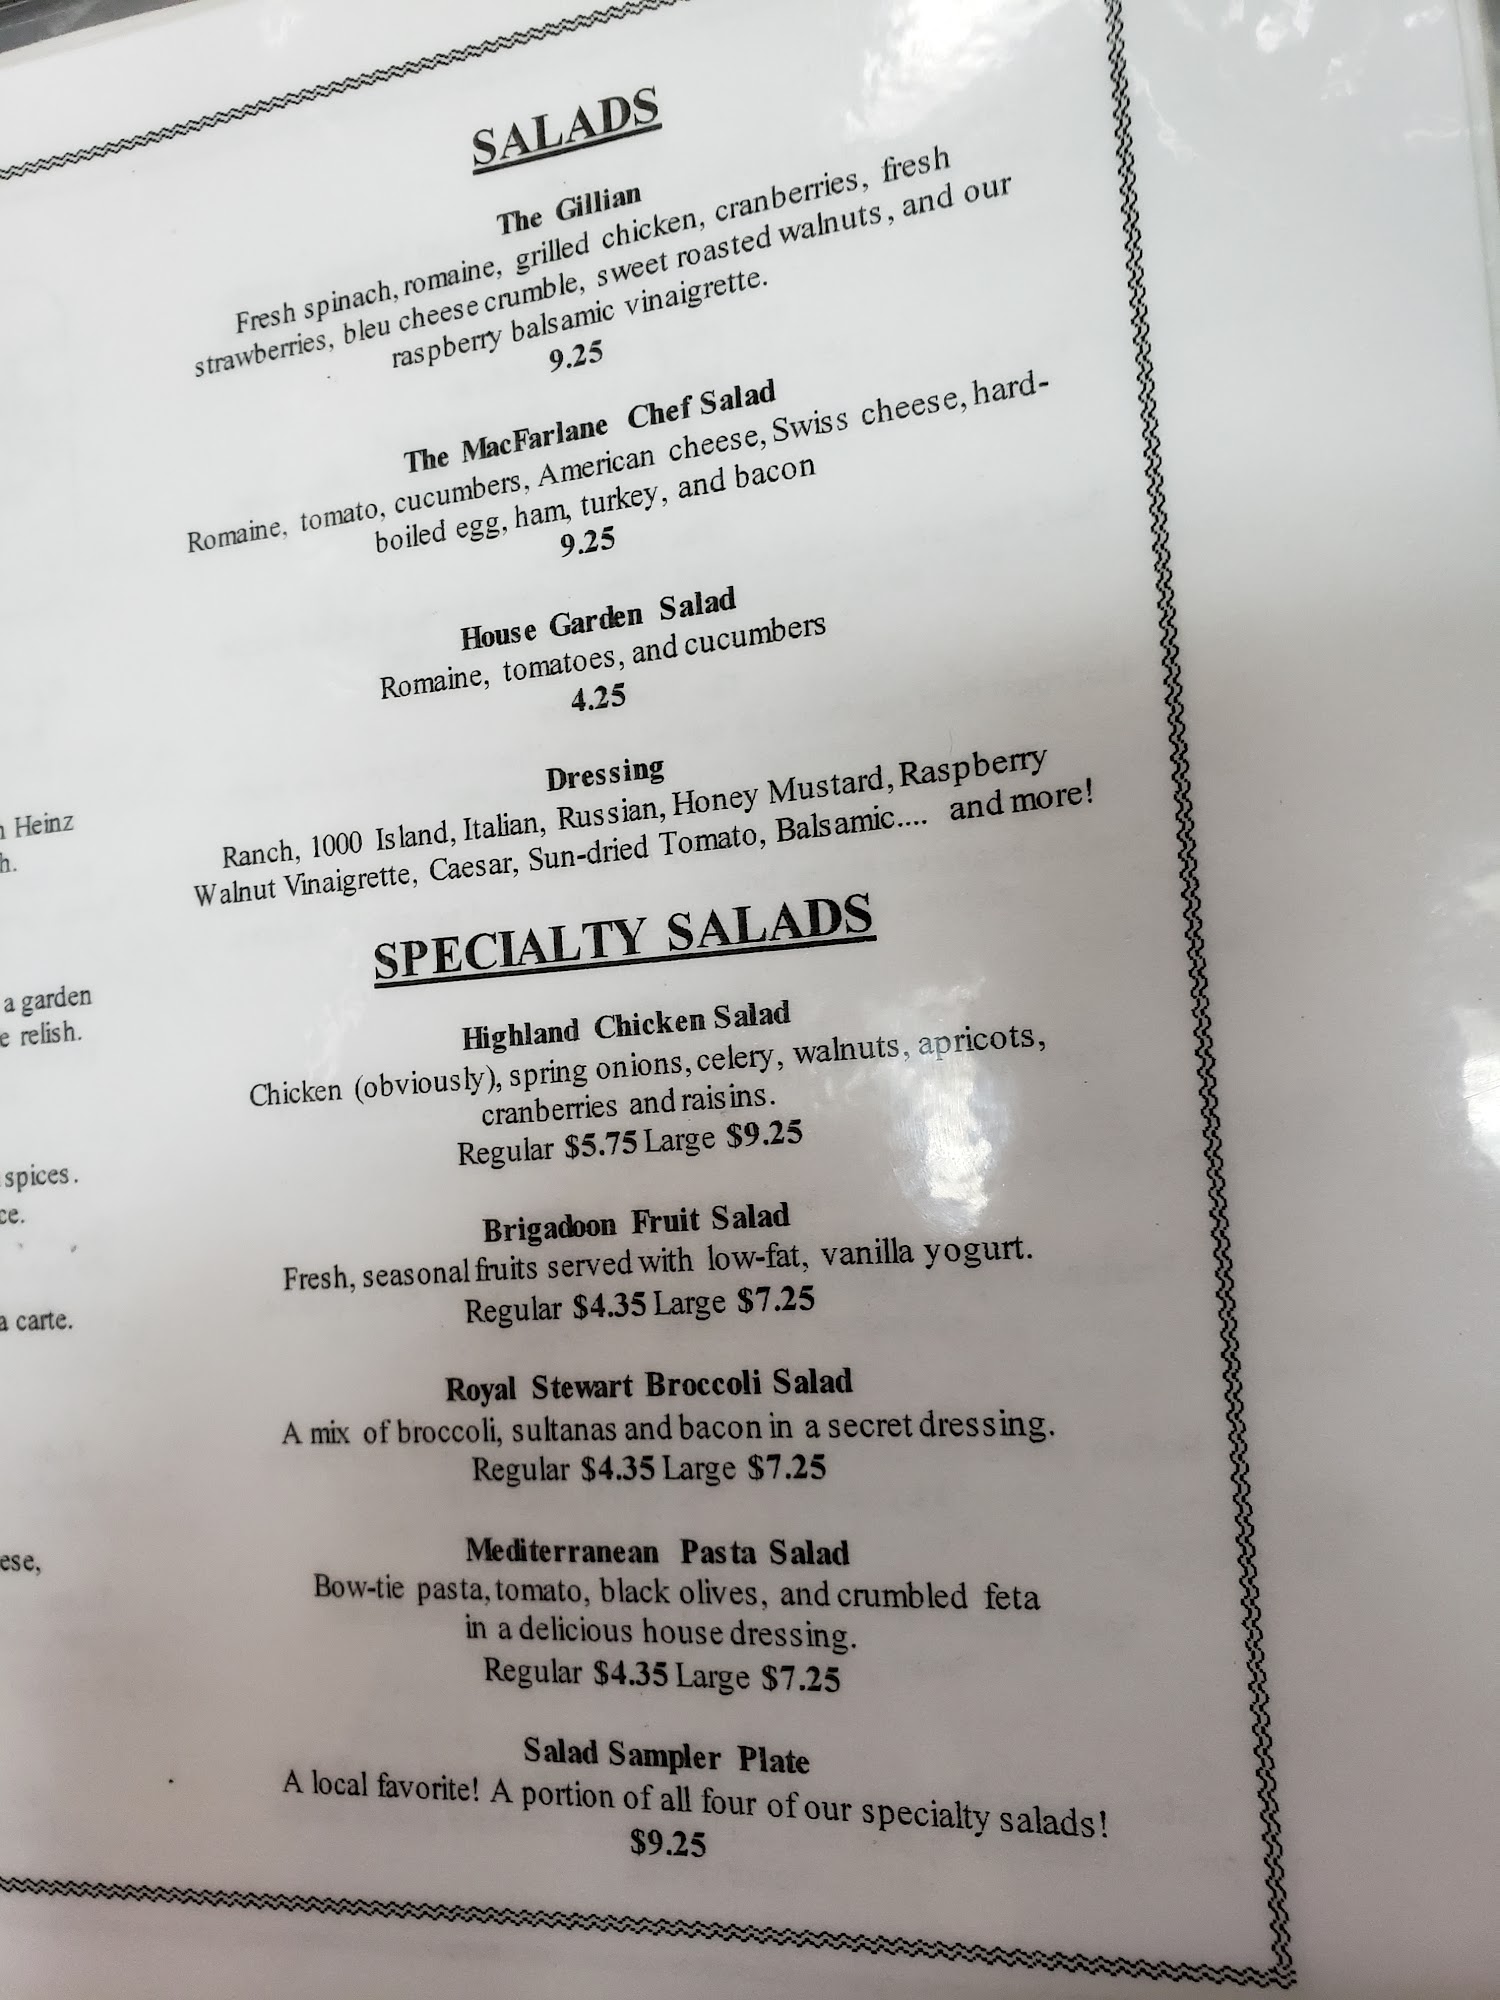 SALADS
The Gillian
Fresh spinach, romaine, grilled chicken, cranberries, fresh
strawberries, bleu cheese crumble, sweet roasted walnuts, and our
raspberry balsamic vinaigrette.
9.25
The MacFarlane Chef Salad
Romaine, tomato, cucumbers, American cheese, Swiss cheese, hard-
boiled egg, ham, turkey, and bacon
9.25
House Garden Salad
Romaine, tomatoes, and cucumbers
4.25
Dressing
Ranch, 1000 Island, Italian, Russian, Honey Mustard, Raspberry
Walnut Vinaigrette, Caesar, Sun-dried Tomato, Balsamic.... and more!
SPECIALTY SALADS
Highland Chicken Salad
Chicken (obviously), spring onions, celery, walnuts, apricots,
cranberries and raisins.
Regular $5.75 Large $9.25
Brigadoon Fruit Salad
Fresh, seasonal fruits served with low-fat, vanilla yogurt.
Regular $4.35 Large $7.25
Royal Stewart Broccoli Salad
A mix of broccoli, sultanas and bacon in a secret dressing.
Regular $4.35 Large $7.25
Mediterranean Pasta Salad
Bow-tie pasta, tomato, black olives, and crumbled feta
in a delicious house dressing.
Regular $4.35 Large $7.25
Salad Sampler Plate
A local favorite! A portion of all four of our specialty salads!
$9.25
Heinz
a garden
relish.
spices.
a carte.